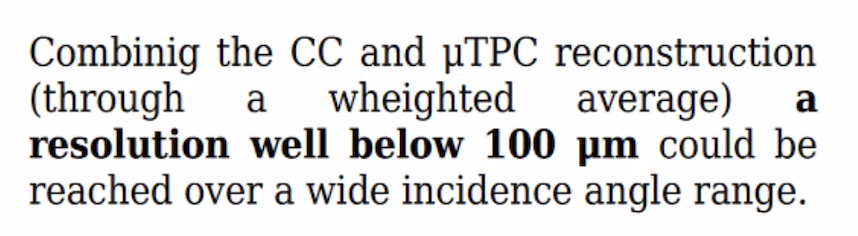 Combinig the CC and µTPC reconstruction
(through a wheighted average) a
resolution well below 100 µm could be
reached over a wide incidence angle range.